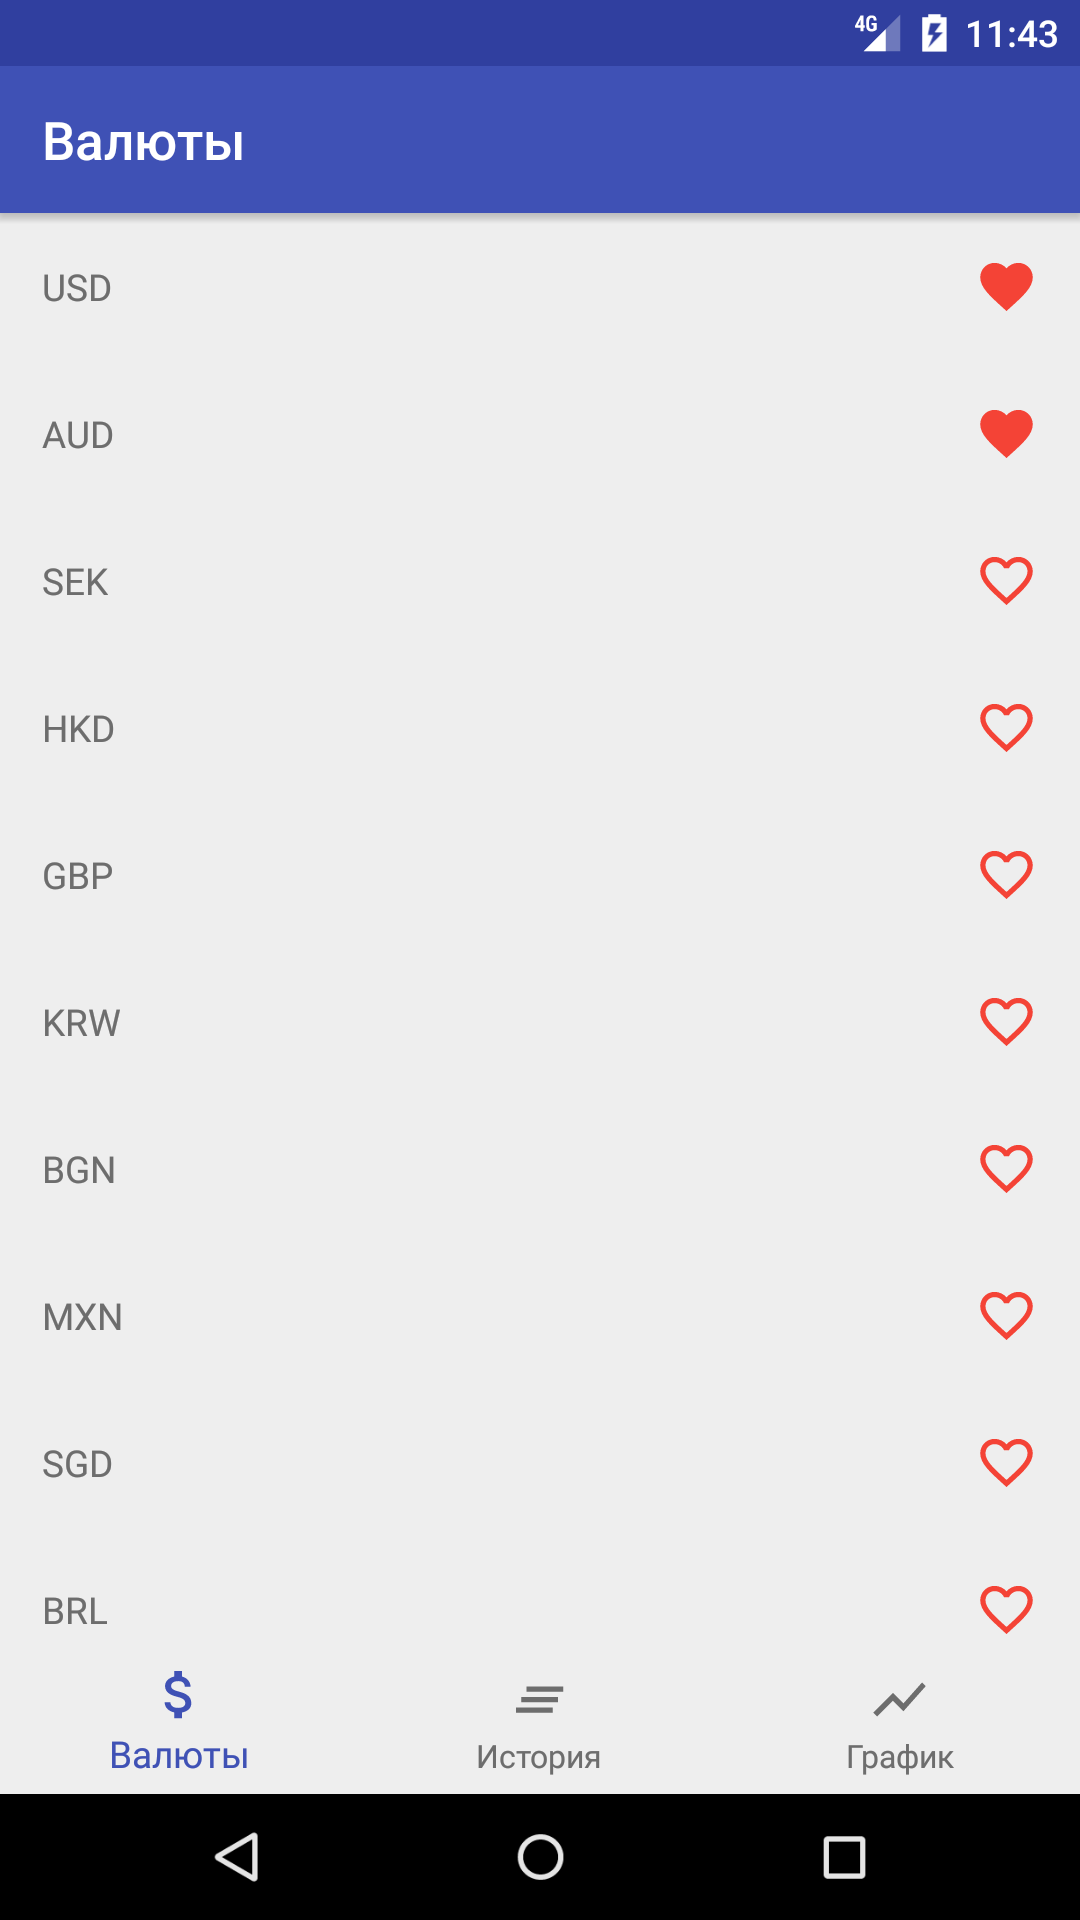 4G 11:43
Валюты
USD
AUD
SEK
HKD
GBP
KRW
BGN
MXN
SGD
BRL
Валюты История График